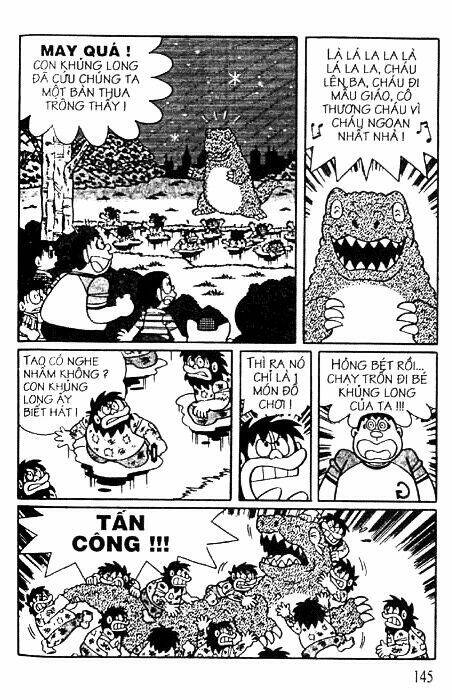 MAY QUÁ !
CON KHỦNG LONG
ĐÃ CỨU CHÚNG TA
MỘT BÀN THUA
TRÔNG THẤY !
LÀ LÁ LA LA LÀ
LÁ LA LA, CHÁU
LÊN BA, CHÁU ĐI
MẪU GIÁO, CÔ
THƯƠNG CHÁU VÌ
CHÁU NGOAN
NHẤT NHÀ !
TAO CÓ NGHE
NHẦM KHÔNG ?
CON KHỦNG
LONG ẤY
BIẾT HÁT !
THÌ RA NÓ
CHỈ LÀ 1
MÓN ĐỒ
CHƠI !
HỎNG BÉT RỒI...
CHẠY TRỐN ĐI BÉ
KHỦNG LONG
CỦA TA !!!
G
TẤN
CÔNG !!!
145